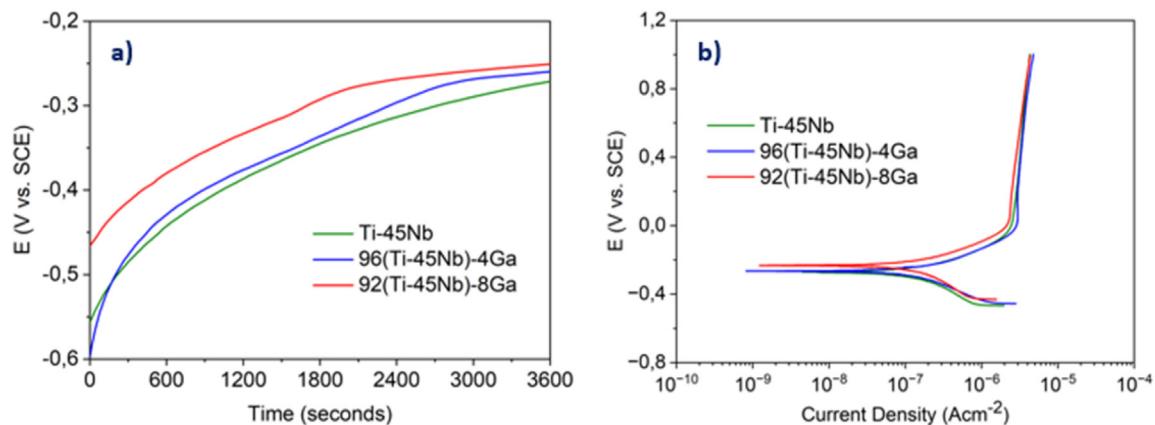 a)
-0,2
-0,3
-0,4
-0,5
-0,6
E (V vs. SCE)
Ti-45Nb
96(Ti-45Nb)-4Ga
92(Ti-45Nb)-8Ga
0 600 1200 1800 2400 3000 3600
Time (seconds)
b)
1,2
0,8
0,4
0,0
−0,4
−0,8
E (V vs. SCE)
Ti-45Nb
96(Ti-45Nb)-4Ga
92(Ti-45Nb)-8Ga
10⁻¹⁰ 10⁻⁹ 10⁻⁸ 10⁻⁷ 10⁻⁶ 10⁻⁵ 10⁻⁴
Current Density (Acm⁻²)